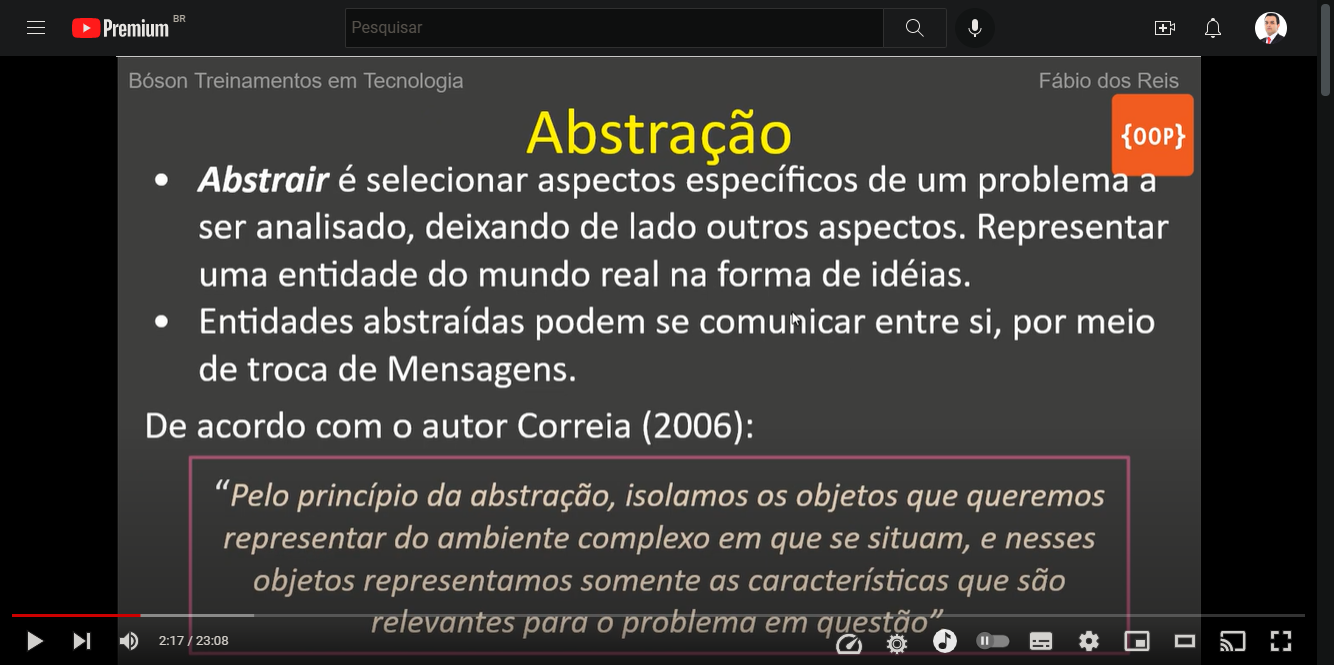 Premium BR
Pesquisar
Bóson Treinamentos em Tecnologia
Fábio dos Reis
Abstração
{OOP}
• Abstrair é selecionar aspectos específicos de um problema a
ser analisado, deixando de lado outros aspectos. Representar
uma entidade do mundo real na forma de idéias.
• Entidades abstraídas podem se comunicar entre si, por meio
de troca de Mensagens.
De acordo com o autor Correia (2006):
“Pelo princípio da abstração, isolamos os objetos que queremos
representar do ambiente complexo em que se situam, e nesses
objetos representamos somente as características que são
relevantes para o problema em questão”
2:17 / 23:08